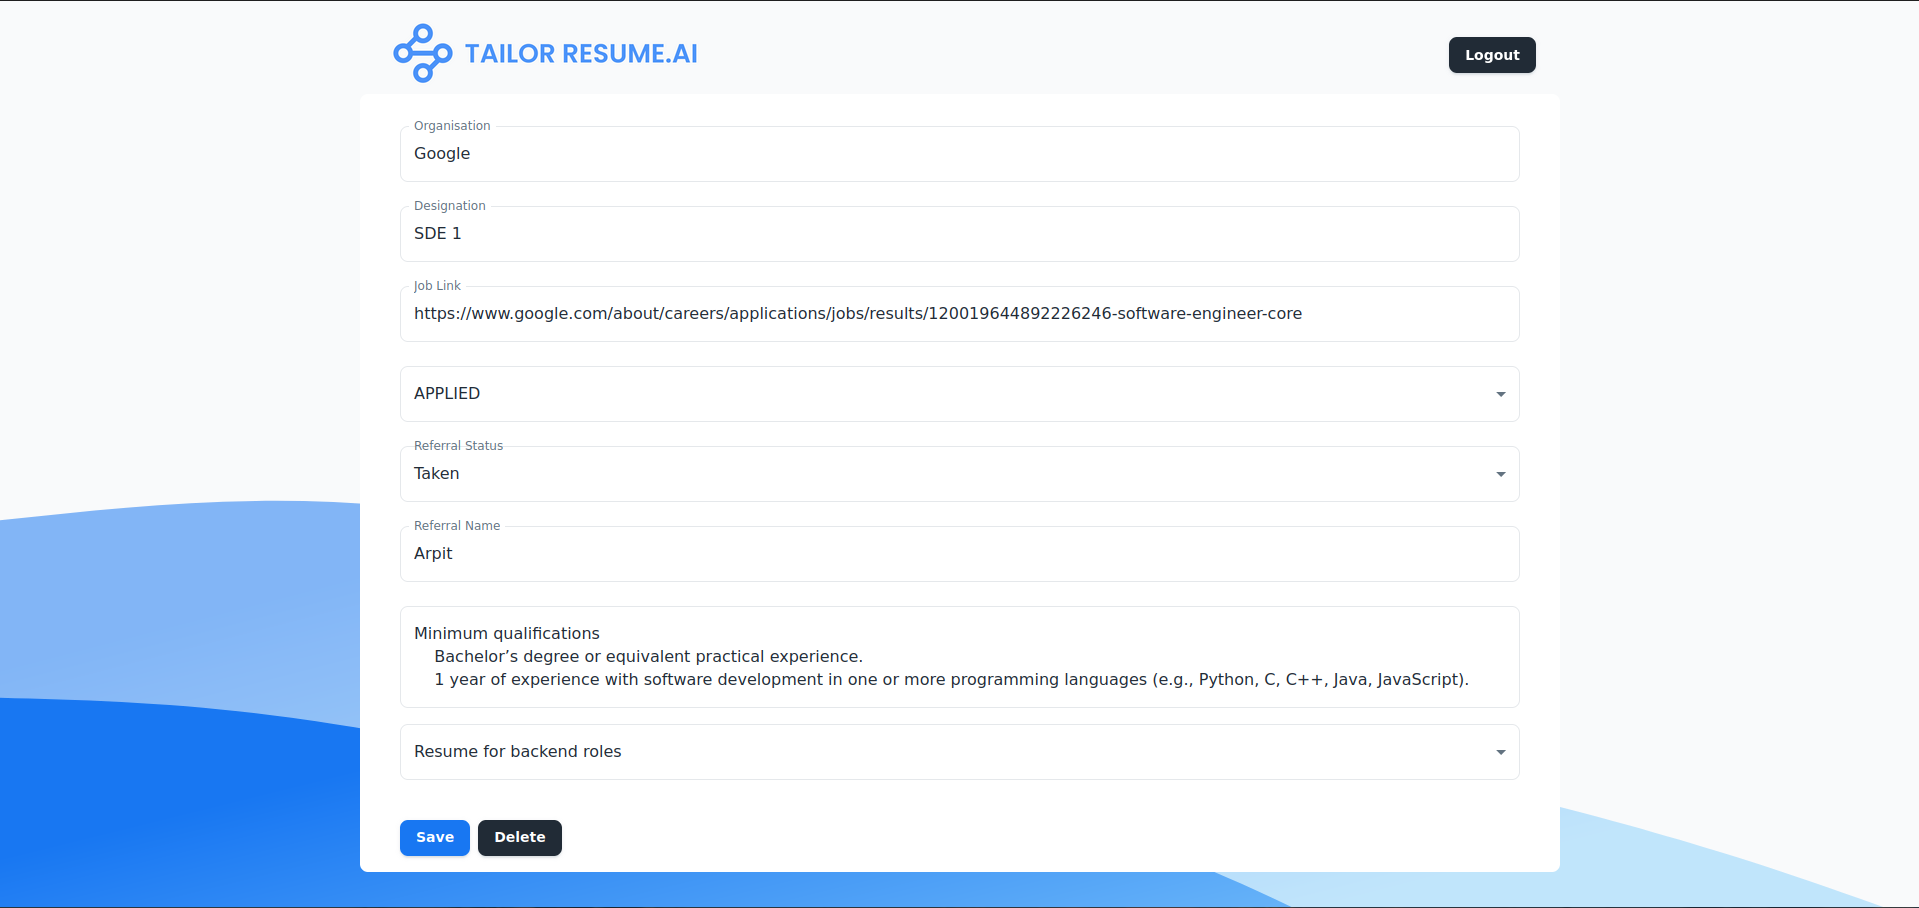 TAILOR RESUME.AI
Logout
Organisation
Google
Designation
SDE 1
Job Link
https://www.google.com/about/careers/applications/jobs/results/120019644892226246-software-engineer-core
APPLIED
Referral Status
Taken
Referral Name
Arpit
Minimum qualifications
Bachelor’s degree or equivalent practical experience.
1 year of experience with software development in one or more programming languages (e.g., Python, C, C++, Java, JavaScript).
Resume for backend roles
Save Delete